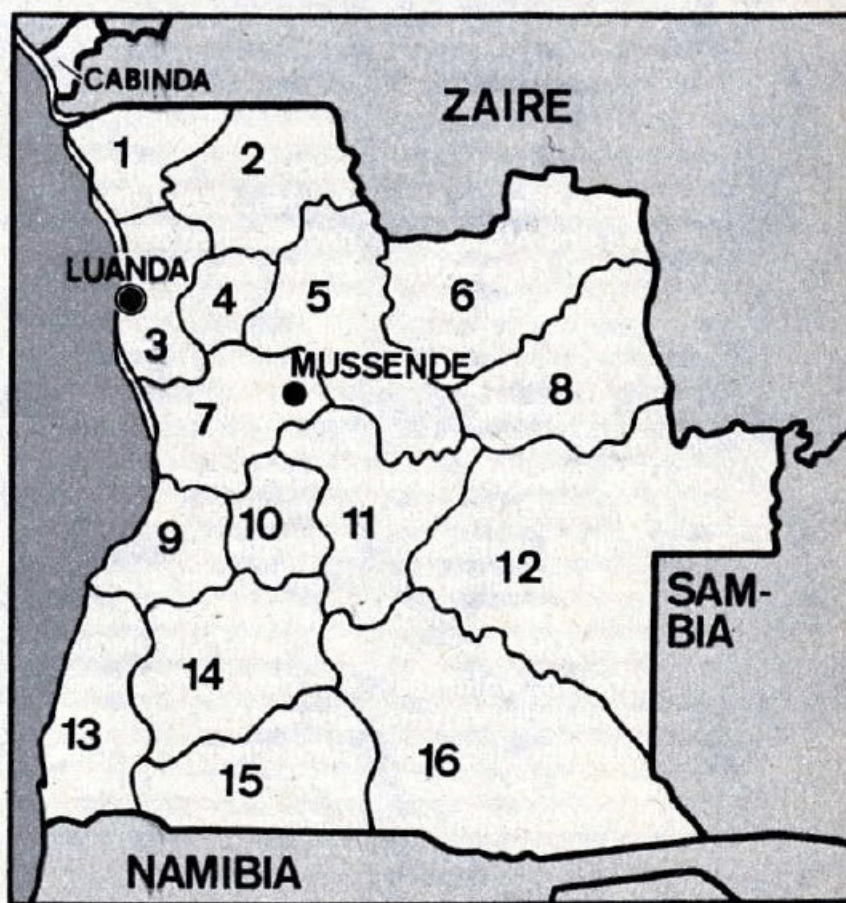 CABINDA
ZAIRE
1
2
LUANDA
4
5
6
3
MUSSENDE
8
7
9
10
11
12
SAM-
BIA
14
13
15
16
NAMIBIA